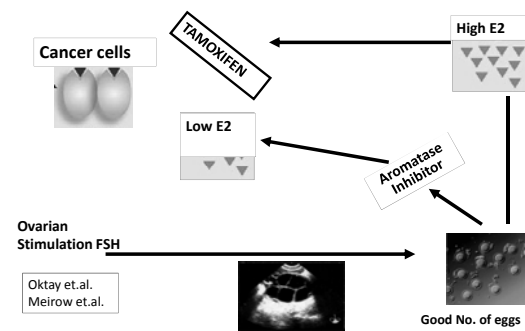 High E2
TAMOXIFEN
Cancer cells
Low E2
Aromatase
Inhibitor
Ovarian
Stimulation FSH
Oktay et.al.
Meirow et.al.
Good No. of eggs